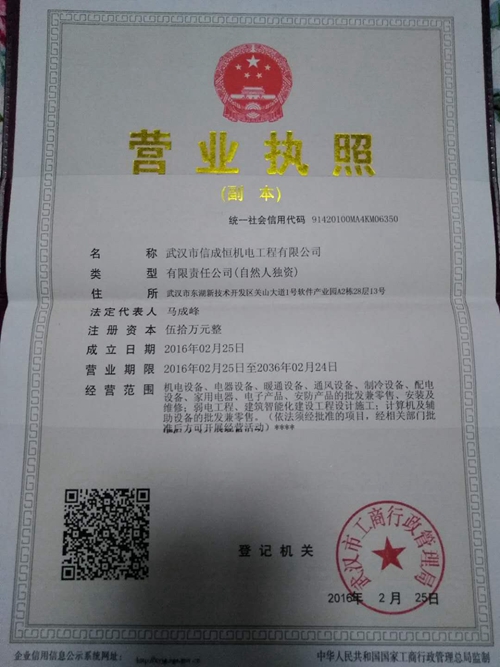 营业执照
(副本)
统一社会信用代码 91420100MA4KM06350
名称 武汉市信成恒机电工程有限公司
类型 有限责任公司(自然人独资)
住所 武汉市东湖新技术开发区关山大道1号软件产业园A2栋28层13号
法定代表人 马成峰
注册资本 伍拾万元整
成立日期 2016年02月25日
营业期限 2016年02月25日至2036年02月24日
经营范围 机电设备、电器设备、暖通设备、通风设备、制冷设备、配电
设备、家用电器、电子产品、安防产品的批发兼零售、安装及
维修；弱电工程、建筑智能化建设工程设计施工；计算机及辅
助设备的批发兼零售。（依法须经批准的项目，经相关部门批
准后方可开展经营活动）****
登记机关
武汉市工商行政管理局
2016年 2月 25日
企业信用信息公示系统网址：
中华人民共和国国家工商行政管理总局监制